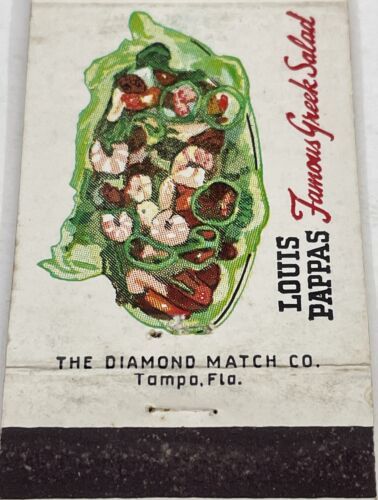 LOUIS
PAPPAS Famous Greek Salad
THE DIAMOND MATCH CO.
Tampa, Fla.